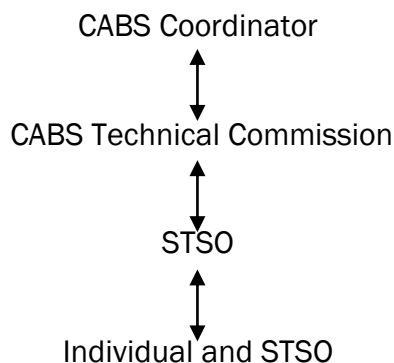 CABS Coordinator
CABS Technical Commission
STSO
Individual and STSO